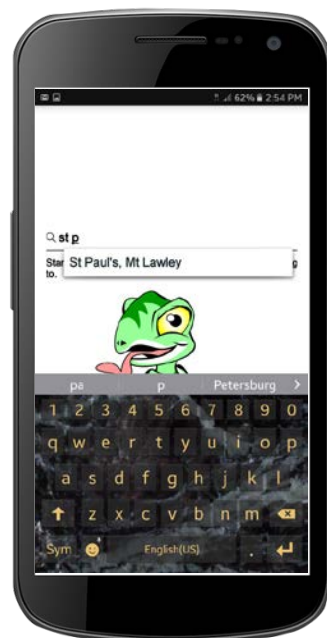 62% 2:54 PM
st p
St Paul's, Mt Lawley
Star
g
to.
pa p Petersburg >
1 2 3 4 5 6 7 8 9 0
q w e r t y u i o p
a s d f g h j k l
z x c v b n m
Sym English(US) .